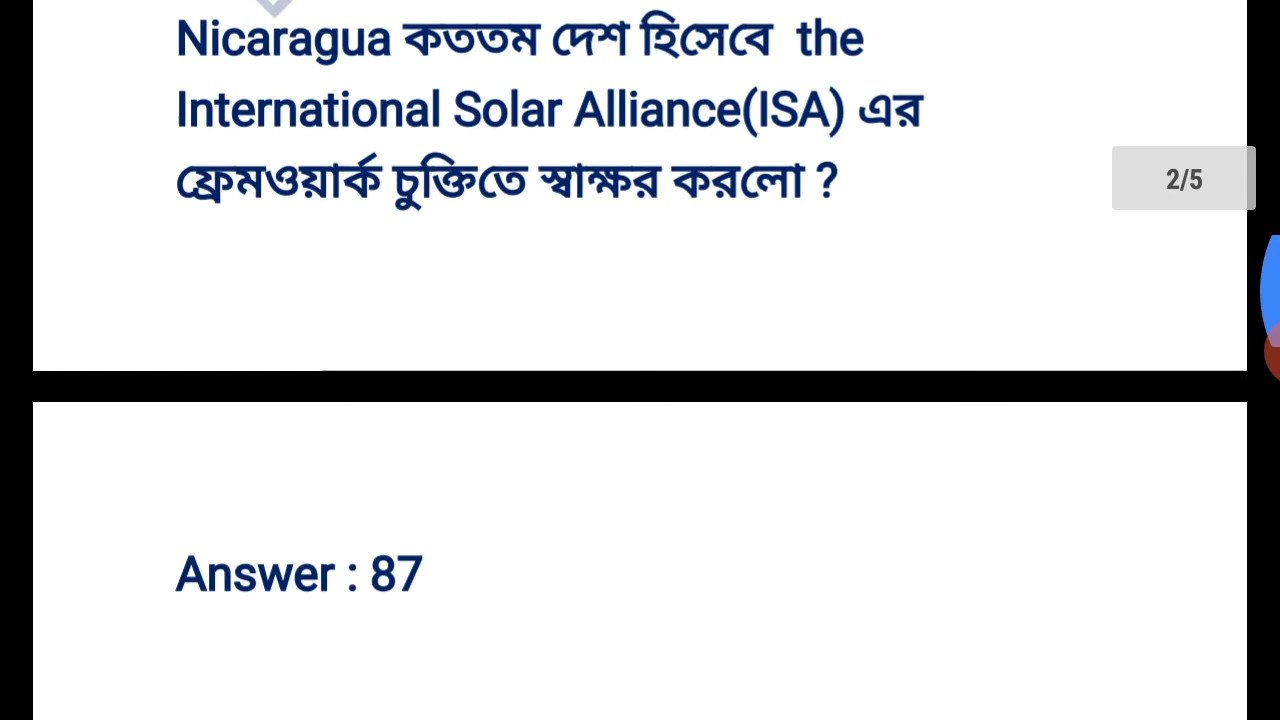 Nicaragua কততম দেশ হিসেবে the
International Solar Alliance(ISA) এর
ফ্রেমওয়ার্ক চুক্তিতে স্বাক্ষর করলো ?
2/5
Answer : 87